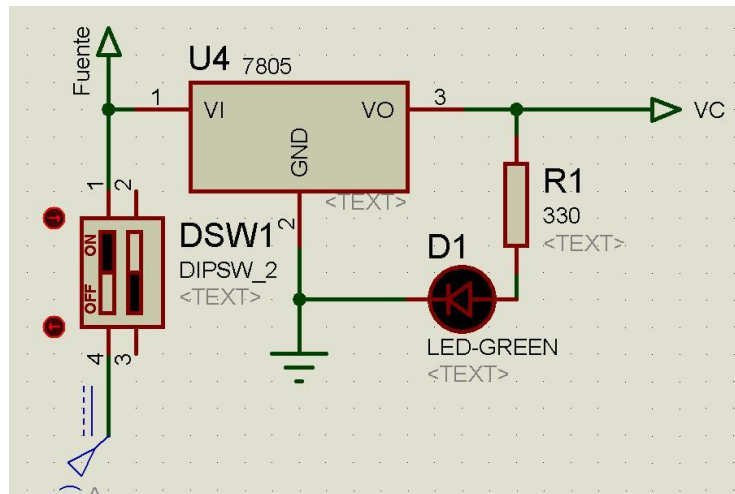 Fuente
U4 7805
1
VI
VO
3
VC
GND
<TEXT>
2
1
2
ON
OFF
DSW1
DIPSW_2
<TEXT>
4
3
R1
330
<TEXT>
D1
LED-GREEN
<TEXT>